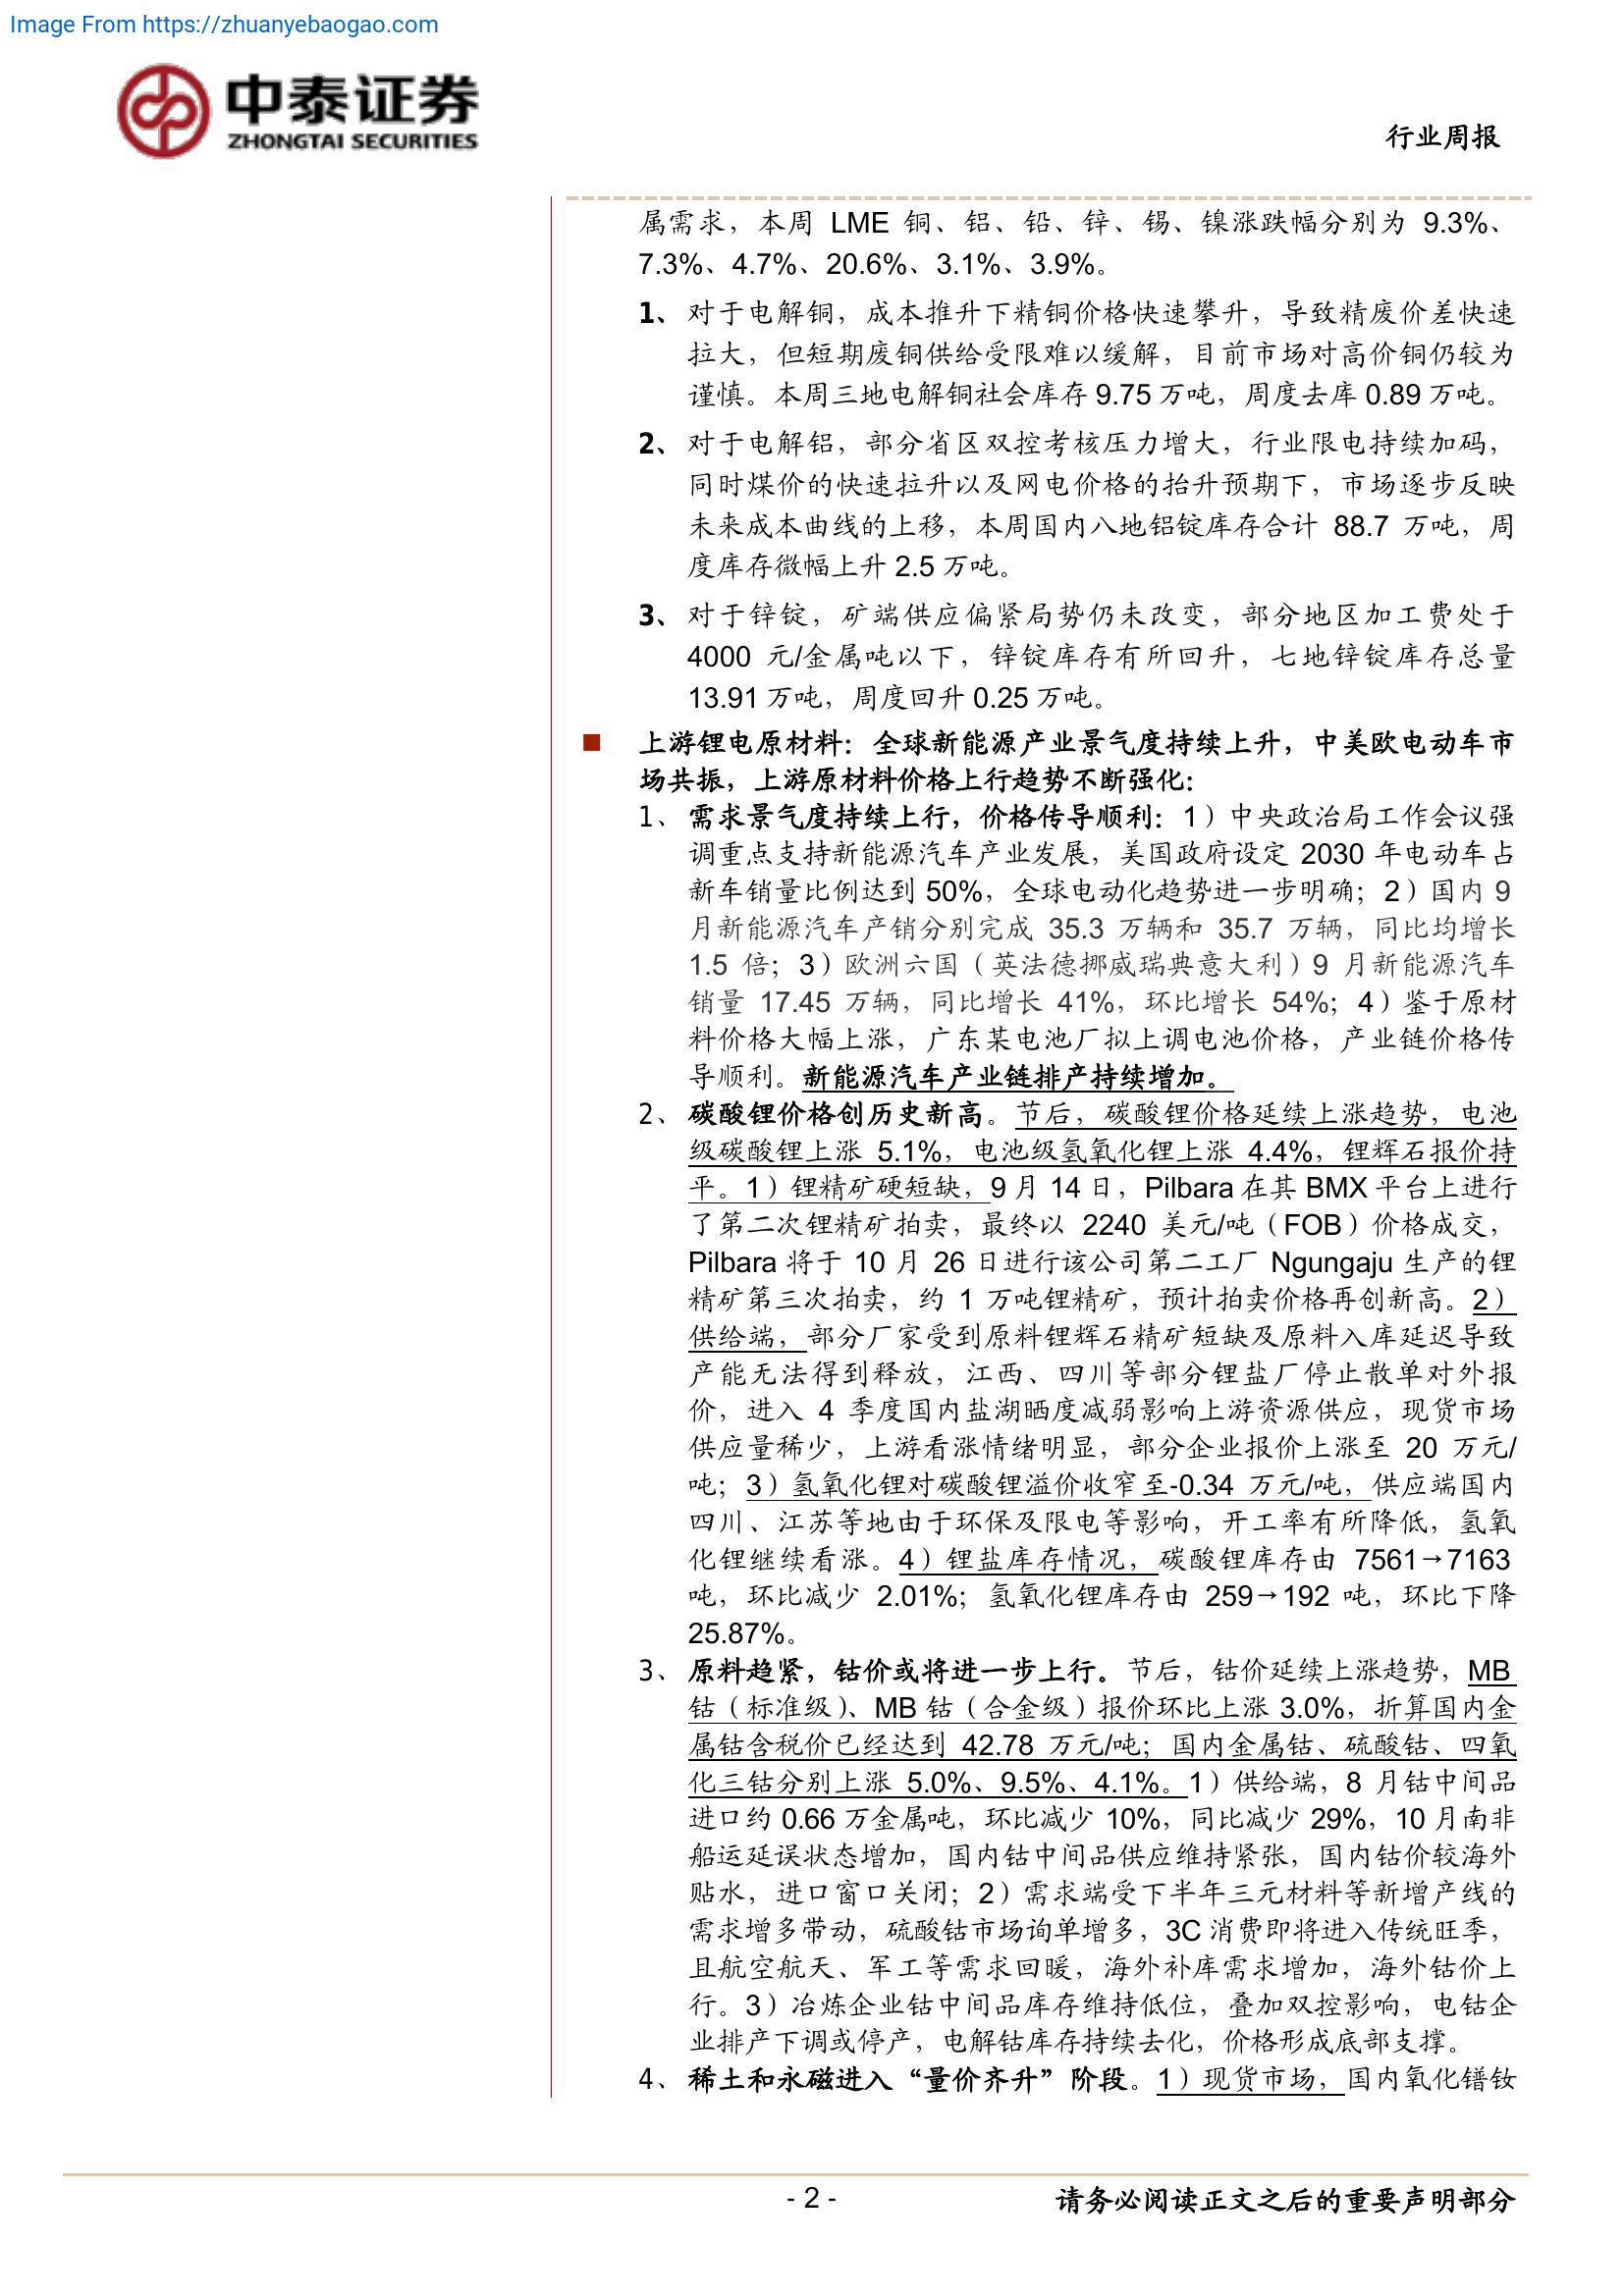 Image From https://zhuanyebaogao.com
中泰证券
ZHONGTAI SECURITIES
行业周报
属需求，本周 LME 铜、铝、铅、锌、锡、镍涨跌幅分别为 9.3%、
7.3%、4.7%、20.6%、3.1%、3.9%。
1、对于电解铜，成本推升下精铜价格快速攀升，导致精废价差快速
拉大，但短期废铜供给受限难以缓解，目前市场对高价铜仍较为
谨慎。本周三地电解铜社会库存 9.75 万吨，周度去库 0.89 万吨。
2、对于电解铝，部分省区双控考核压力增大，行业限电持续加码，
同时煤价的快速拉升以及网电价格的抬升预期下，市场逐步反映
未来成本曲线的上移，本周国内八地铝锭库存合计 88.7 万吨，周
度库存微幅上升 2.5 万吨。
3、对于锌锭，矿端供应偏紧局势仍未改变，部分地区加工费处于
4000 元/金属吨以下，锌锭库存有所回升，七地锌锭库存总量
13.91 万吨，周度回升 0.25 万吨。
■ 上游锂电原材料：全球新能源产业景气度持续上升，中美欧电动车市
场共振，上游原材料价格上行趋势不断强化：
1、需求景气度持续上行，价格传导顺利：1）中央政治局工作会议强
调重点支持新能源汽车产业发展，美国政府设定 2030 年电动车占
新车销量比例达到 50%，全球电动化趋势进一步明确；2）国内 9
月新能源汽车产销分别完成 35.3 万辆和 35.7 万辆，同比均增长
1.5 倍；3）欧洲六国（英法德挪威瑞典意大利）9 月新能源汽车
销量 17.45 万辆，同比增长 41%，环比增长 54%；4）鉴于原材
料价格大幅上涨，广东某电池厂拟上调电池价格，产业链价格传
导顺利。新能源汽车产业链排产持续增加。
2、碳酸锂价格创历史新高。节后，碳酸锂价格延续上涨趋势，电池
级碳酸锂上涨 5.1%，电池级氢氧化锂上涨 4.4%，锂辉石报价持
平。1）锂精矿硬短缺，9 月 14 日，Pilbara 在其 BMX 平台上进行
了第二次锂精矿拍卖，最终以 2240 美元/吨（FOB）价格成交，
Pilbara 将于 10 月 26 日进行该公司第二工厂 Ngungaju 生产的锂
精矿第三次拍卖，约 1 万吨锂精矿，预计拍卖价格再创新高。2）
供给端，部分厂家受到原料锂辉石精矿短缺及原料入库延迟导致
产能无法得到释放，江西、四川等部分锂盐厂停止散单对外报
价，进入 4 季度国内盐湖晒度减弱影响上游资源供应，现货市场
供应量稀少，上游看涨情绪明显，部分企业报价上涨至 20 万元/
吨；3）氢氧化锂对碳酸锂溢价收窄至-0.34 万元/吨，供应端国内
四川、江苏等地由于环保及限电等影响，开工率有所降低，氢氧
化锂继续看涨。4）锂盐库存情况，碳酸锂库存由 7561→7163
吨，环比减少 2.01%；氢氧化锂库存由 259→192 吨，环比下降
25.87%。
3、原料趋紧，钴价或将进一步上行。节后，钴价延续上涨趋势，MB
钴（标准级）、MB 钴（合金级）报价环比上涨 3.0%，折算国内金
属钴含税价已经达到 42.78 万元/吨；国内金属钴、硫酸钴、四氧
化三钴分别上涨 5.0%、9.5%、4.1%。1）供给端，8 月钴中间品
进口约 0.66 万金属吨，环比减少 10%，同比减少 29%，10 月南非
船运延误状态增加，国内钴中间品供应维持紧张，国内钴价较海外
贴水，进口窗口关闭；2）需求端受下半年三元材料等新增产线的
需求增多带动，硫酸钴市场询单增多，3C 消费即将进入传统旺季，
且航空航天、军工等需求回暖，海外补库需求增加，海外钴价上
行。3）冶炼企业钴中间品库存维持低位，叠加双控影响，电钴企
业排产下调或停产，电解钴库存持续去化，价格形成底部支撑。
4、稀土和永磁进入“量价齐升”阶段。1）现货市场，国内氧化镨钕
- 2 -
请务必阅读正文之后的重要声明部分